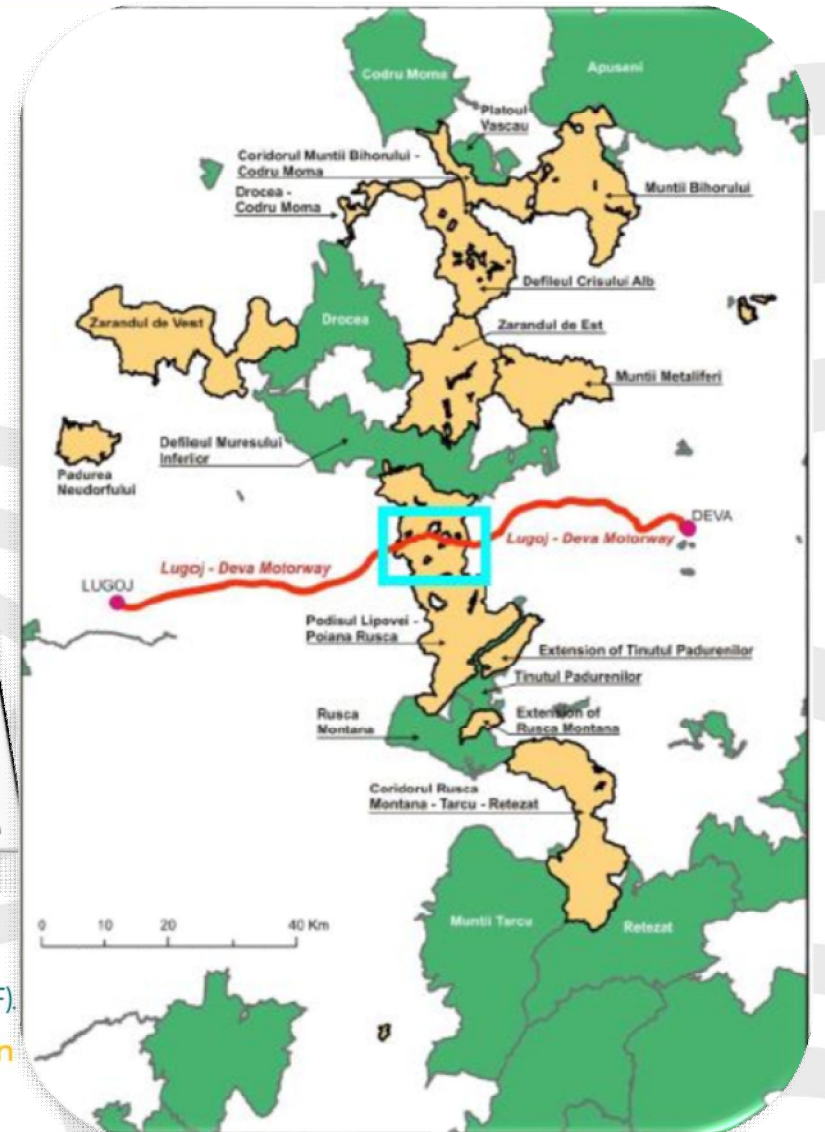 Codru Moma
Apuseni
Platoul
Vascau
Coridorul Muntii Bihorului -
Codru Moma
Drocea -
Codru Moma
Muntii Bihorului
Defileul Crisului Alb
Zarandul de Vest
Drocea
Zarandul de Est
Muntii Metaliferi
Defileul Muresului
Inferior
Padurea
Neudorfului
DEVA
Lugoj - Deva Motorway
Lugoj - Deva Motorway
LUGOJ
Podisul Lipovei -
Poiana Rusca
Extension of Tinutul Padurenilor
Tinutul Padurenilor
Rusca
Montana
Extension of
Rusca Montana
Coridorul Rusca
Montana - Tarcu - Retezat
Muntii Tarcu
Retezat
0 10 20 40 Km
F).
n